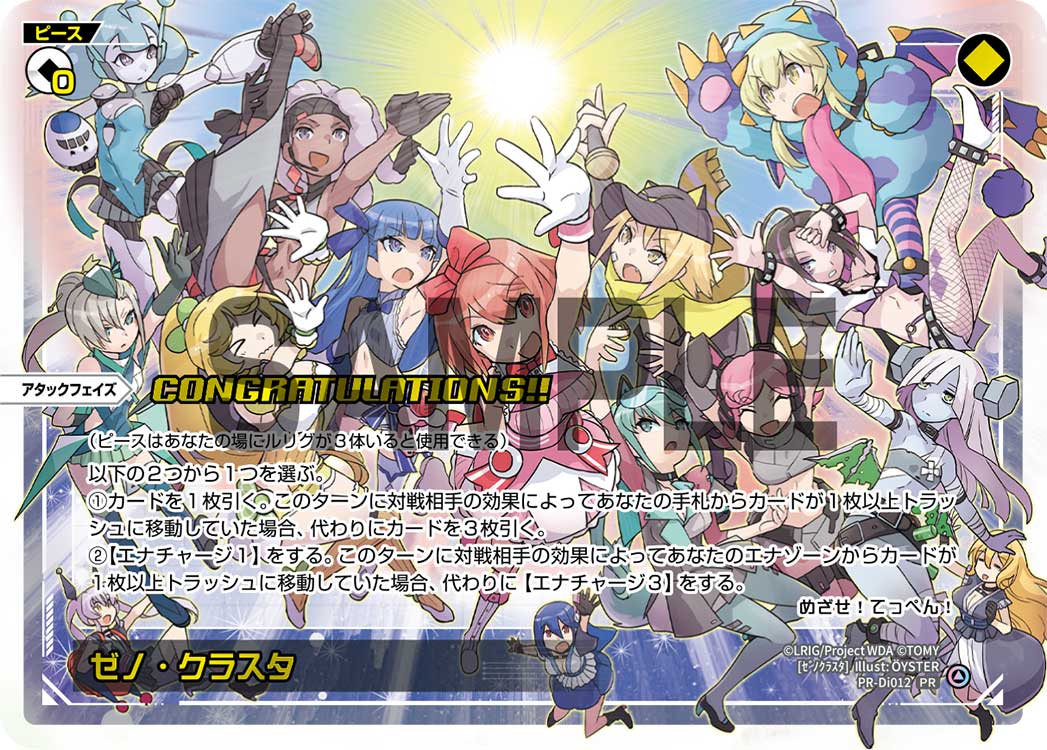 ピース
0
アタックフェイズ
CONGRATULATIONS!!
SAMPLE
（ピースはあなたの場にルリグが３体いると使用できる）
以下の２つから１つを選ぶ。
①カードを１枚引く。このターンに対戦相手の効果によってあなたの手札からカードが１枚以上トラッ
シュに移動していた場合、代わりにカードを３枚引く。
②【エナチャージ１】をする。このターンに対戦相手の効果によってあなたのエナゾーンからカードが
１枚以上トラッシュに移動していた場合、代わりに【エナチャージ３】をする。
めざせ！てっぺん！
ゼノ・クラスタ
©LRIG/Project WDA ©TOMY
[ゼノクラスタ] illust: ÖYSTER
PR-Di012 PR